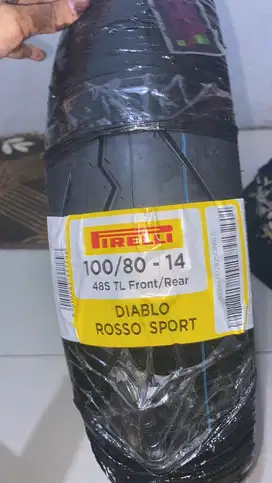 PIRELLI
100/80 - 14
48S TL Front/Rear
DIABLO
ROSSO SPORT